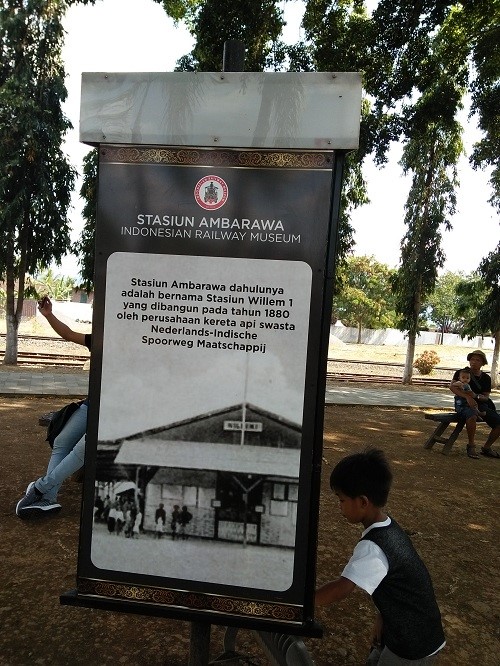 STASIUN AMBARAWA
INDONESIAN RAILWAY MUSEUM
Stasiun Ambarawa dahulunya
adalah bernama Stasiun Willem 1
yang dibangun pada tahun 1880
oleh perusahaan kereta api swasta
Nederlands-Indische
Spoorweg Maatschappij
WILLEM I